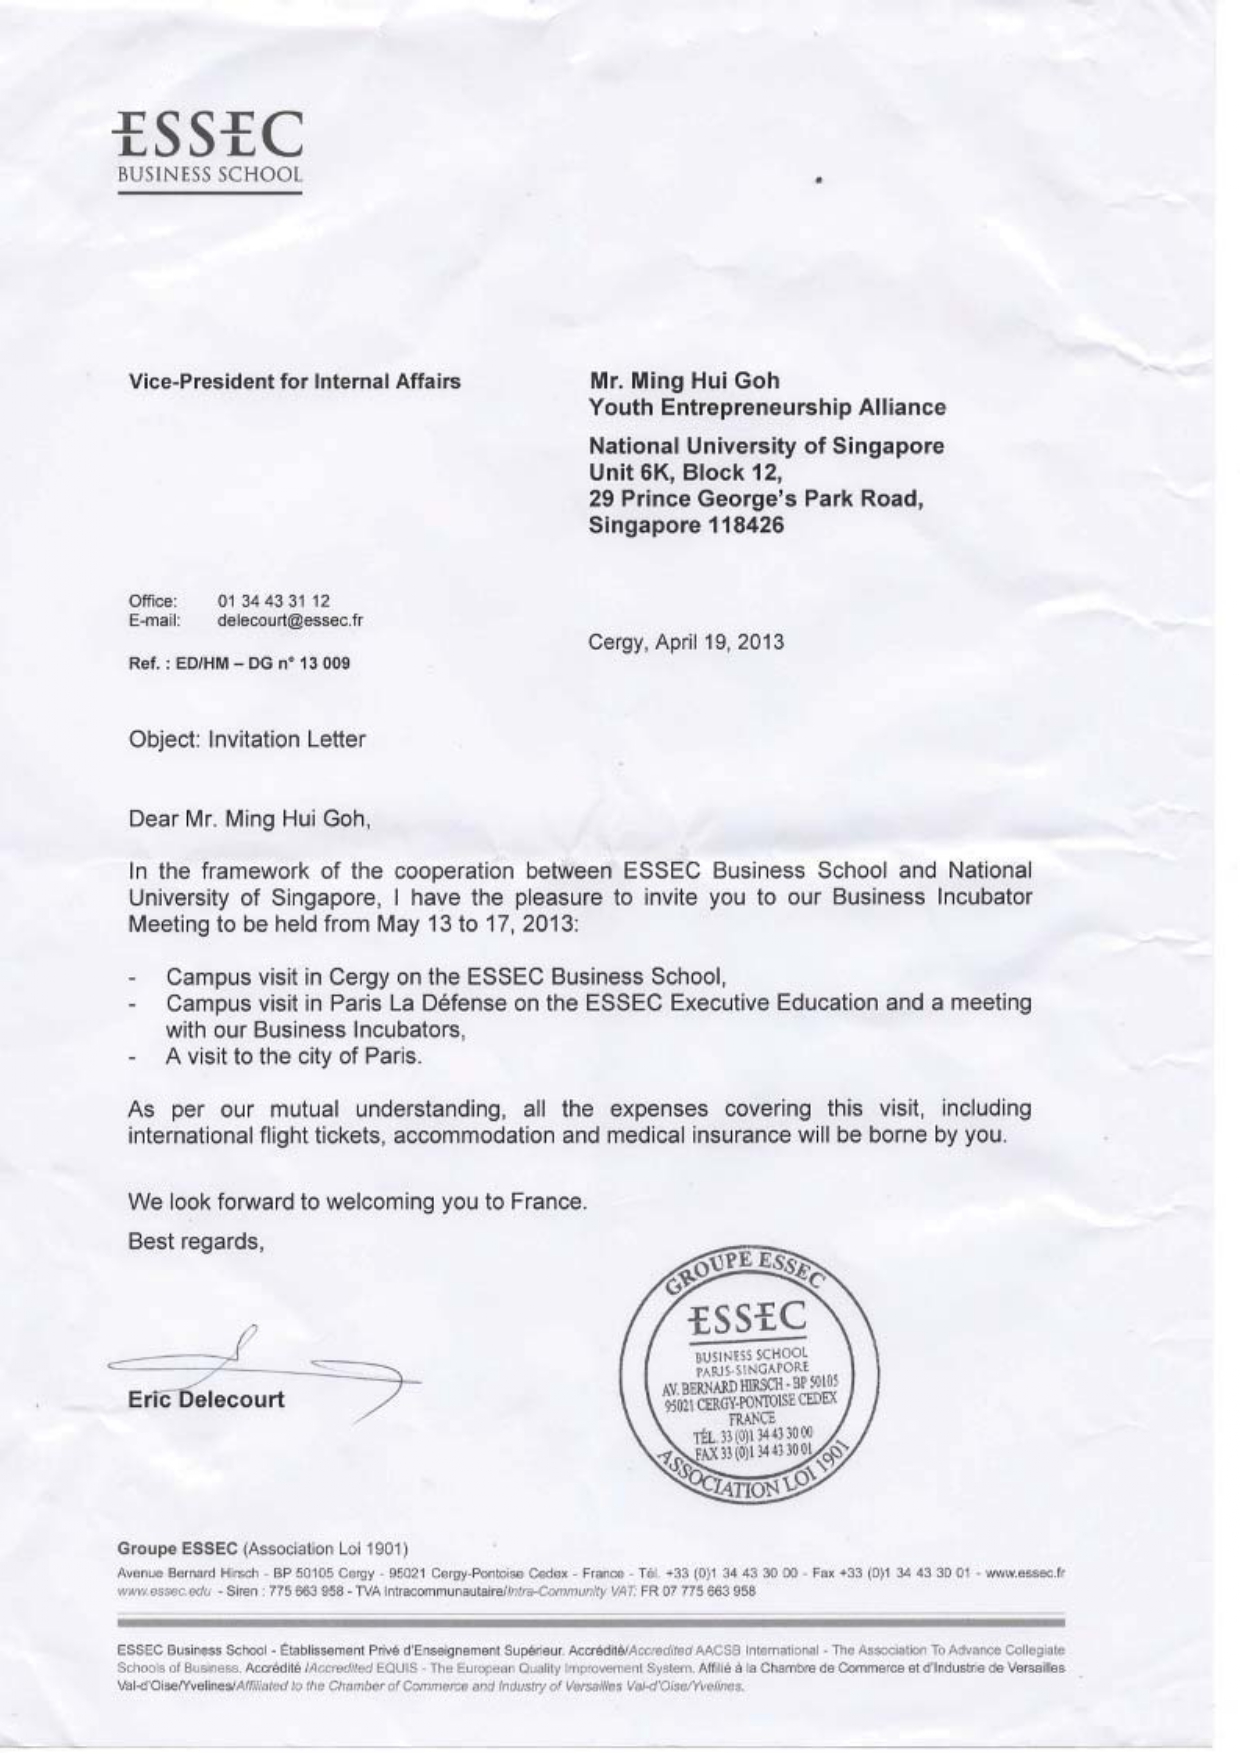 ESSEC
BUSINESS SCHOOL
Vice-President for Internal Affairs
Mr. Ming Hui Goh
Youth Entrepreneurship Alliance
National University of Singapore
Unit 6K, Block 12,
29 Prince George's Park Road,
Singapore 118426
Office: 01 34 43 31 12
E-mail: delecourt@essec.fr
Cergy, April 19, 2013
Ref. : ED/HM – DG n° 13 009
Object: Invitation Letter
Dear Mr. Ming Hui Goh,
In the framework of the cooperation between ESSEC Business School and National
University of Singapore, I have the pleasure to invite you to our Business Incubator
Meeting to be held from May 13 to 17, 2013:
- Campus visit in Cergy on the ESSEC Business School,
- Campus visit in Paris La Défense on the ESSEC Executive Education and a meeting
with our Business Incubators,
- A visit to the city of Paris.
As per our mutual understanding, all the expenses covering this visit, including
international flight tickets, accommodation and medical insurance will be borne by you.
We look forward to welcoming you to France.
Best regards,
Eric Delecourt
GROUPE ESSEC
ESSEC
BUSINESS SCHOOL
PARIS-SINGAPORE
AV. BERNARD HIRSCH - BP 50105
95021 CERGY-PONTOISE CEDEX
FRANCE
TÉL. 33 (0)1 34 43 30 00
FAX 33 (0)1 34 43 30 01
ASSOCIATION LOI 1901
Groupe ESSEC (Association Loi 1901)
Avenue Bernard Hirsch - BP 50105 Cergy - 95021 Cergy-Pontoise Cedex - France - Tél. +33 (0)1 34 43 30 00 - Fax +33 (0)1 34 43 30 01 - www.essec.fr
www.essec.edu - Siren : 775 663 958 - TVA Intracommunautaire/Intra-Community VAT: FR 07 775 663 958
ESSEC Business School - Établissement Privé d'Enseignement Supérieur. Accrédité/Accredited AACSB International - The Association To Advance Collegiate
Schools of Business. Accrédité /Accredited EQUIS - The European Quality Improvement System. Affilié à la Chambre de Commerce et d'Industrie de Versailles
Val-d'Oise/Yvelines/Affiliated to the Chamber of Commerce and Industry of Versailles Val-d'Oise/Yvelines.